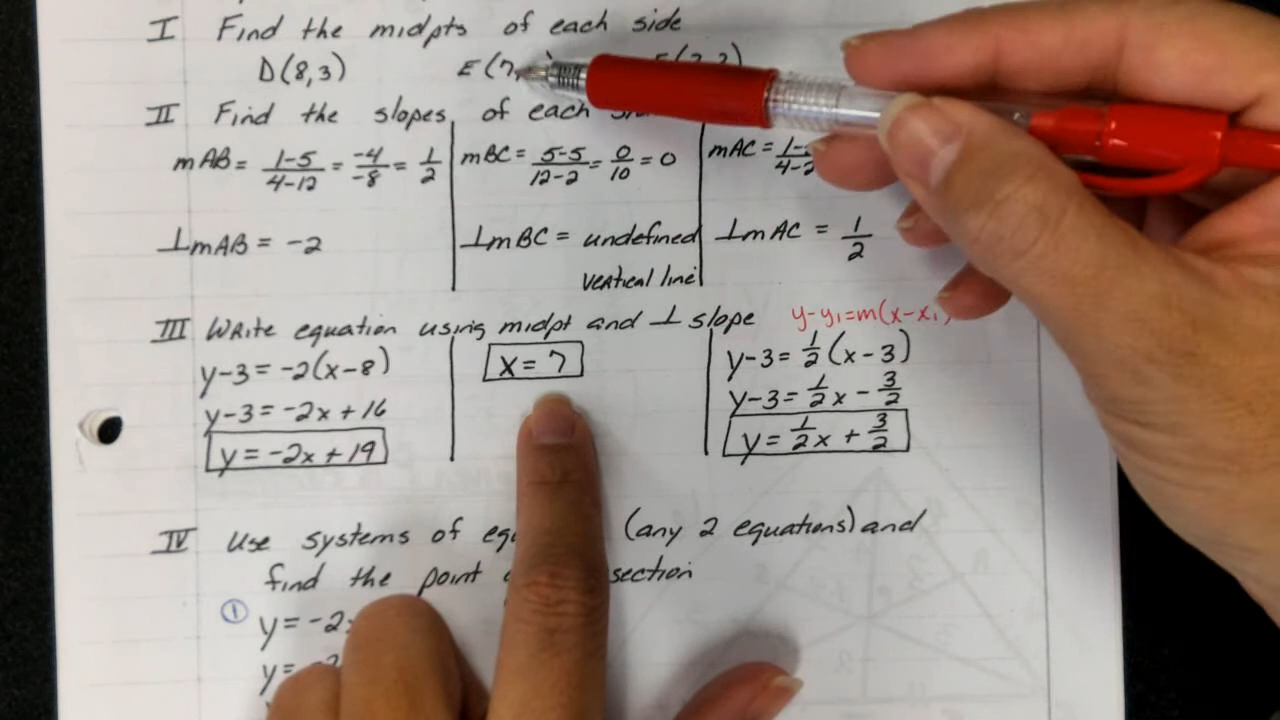 I Find the midpts of each side
D(8,3) E(7,
II Find the slopes of each
mAB = 1-5/4-12 = -4/-8 = 1/2
mBC = 5-5/12-2 = 0/10 = 0
mAC = 1-
⊥mAB = -2
⊥mBC = undefined
vertical line
⊥mAC = 1/2
III Write equation using midpt and ⊥ slope y-y₁=m(x-x₁)
y-3 = -2(x-8)
y-3 = -2x+16
y = -2x+19
x = 7
y-3 = 1/2(x-3)
y-3 = 1/2x - 3/2
y = 1/2x + 3/2
IV Use systems of (any 2 equations) and
find the point section
① y = -2
y =